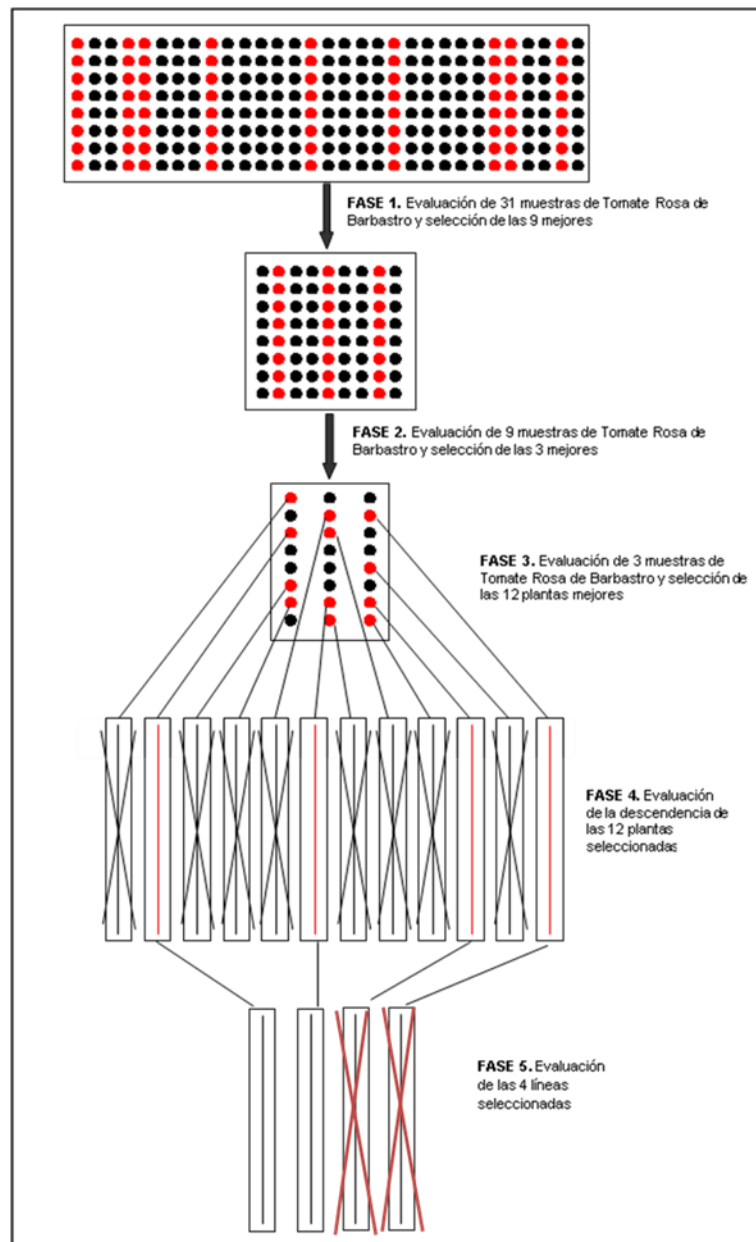 FASE 1. Evaluación de 31 muestras de Tomate Rosa de
Barbastro y selección de las 9 mejores
FASE 2. Evaluación de 9 muestras de Tomate Rosa de
Barbastro y selección de las 3 mejores
FASE 3. Evaluación de 3 muestras de
Tomate Rosa de Barbastro y selección de
las 12 plantas mejores
FASE 4. Evaluación
de la descendencia de
las 12 plantas
seleccionadas
FASE 5. Evaluación
de las 4 líneas
seleccionadas